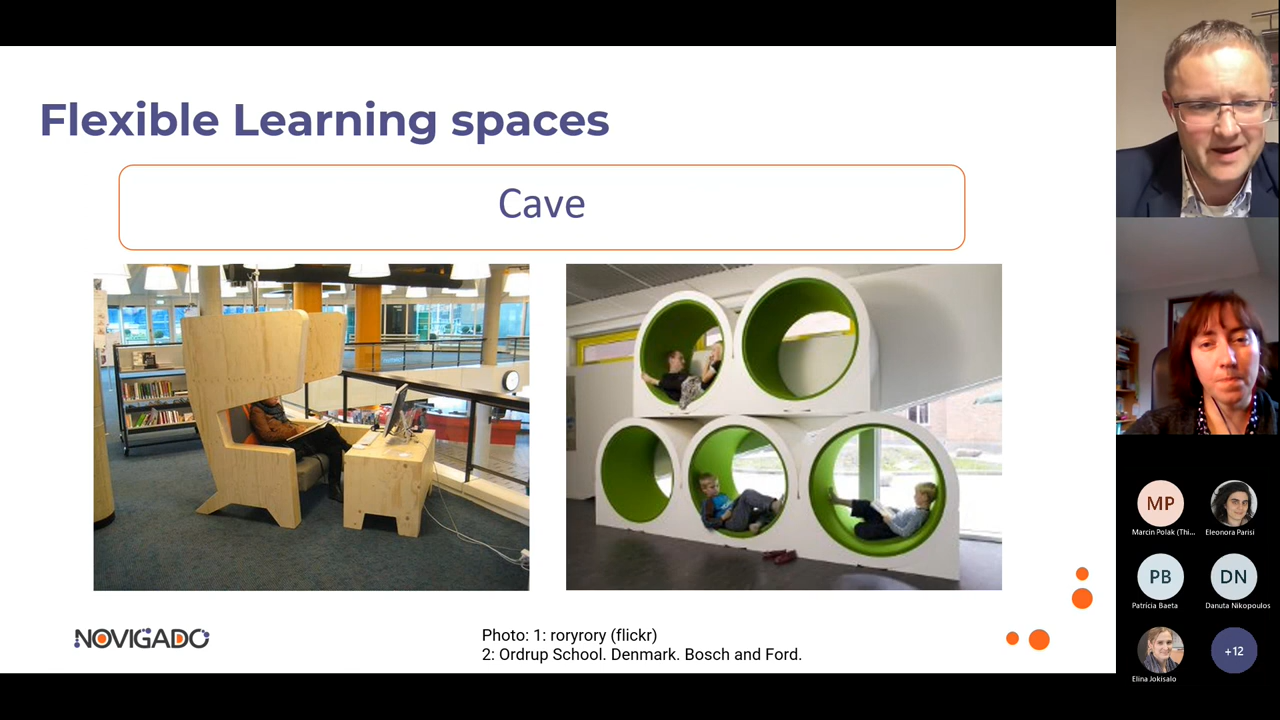 Flexible Learning spaces
Cave
NOVIGADO
Photo: 1: roryrory (flickr)
2: Ordrup School. Denmark. Bosch and Ford.
MP
Marcin Polak (Thi...
Eleonora Parisi
PB
DN
Patrícia Baeta
Danuta Nikopoulos
+12
Elina Jokisalo